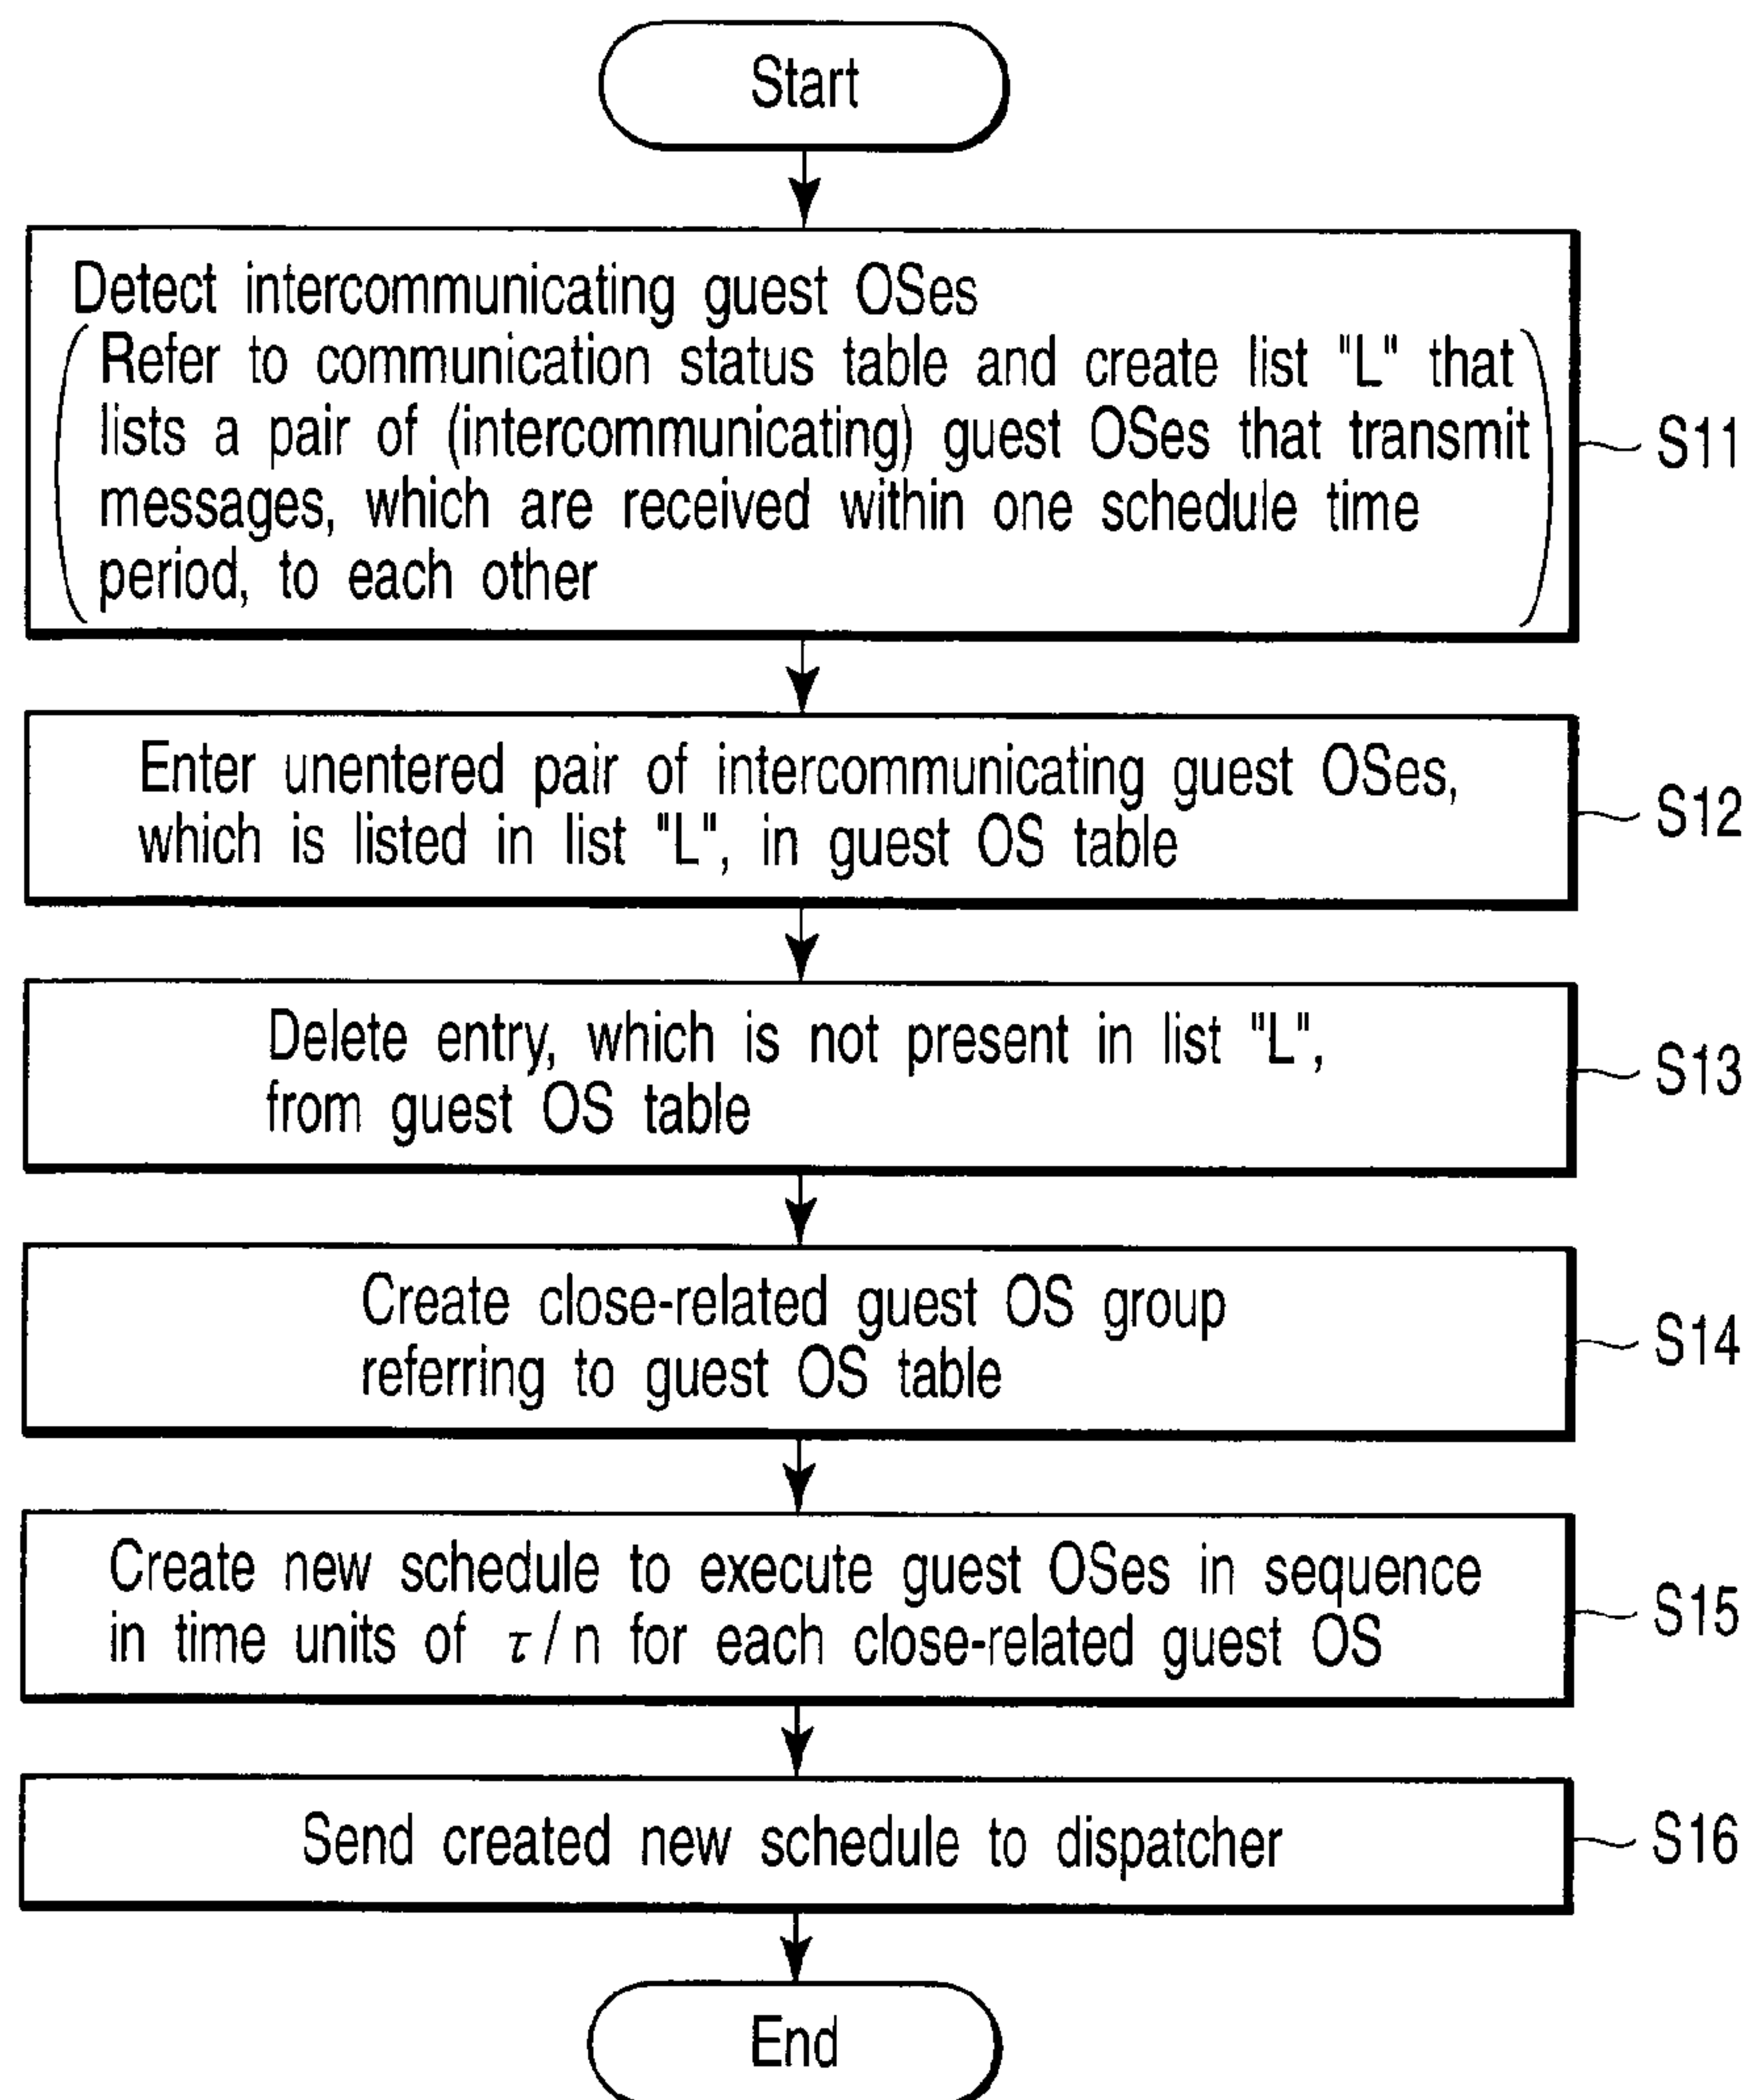 Start
Detect intercommunicating guest OSes
(Refer to communication status table and create list "L" that
lists a pair of (intercommunicating) guest OSes that transmit
messages, which are received within one schedule time
period, to each other)
S11
Enter unentered pair of intercommunicating guest OSes,
which is listed in list "L", in guest OS table
S12
Delete entry, which is not present in list "L",
from guest OS table
S13
Create close-related guest OS group
referring to guest OS table
S14
Create new schedule to execute guest OSes in sequence
in time units of τ/n for each close-related guest OS
S15
Send created new schedule to dispatcher
S16
End